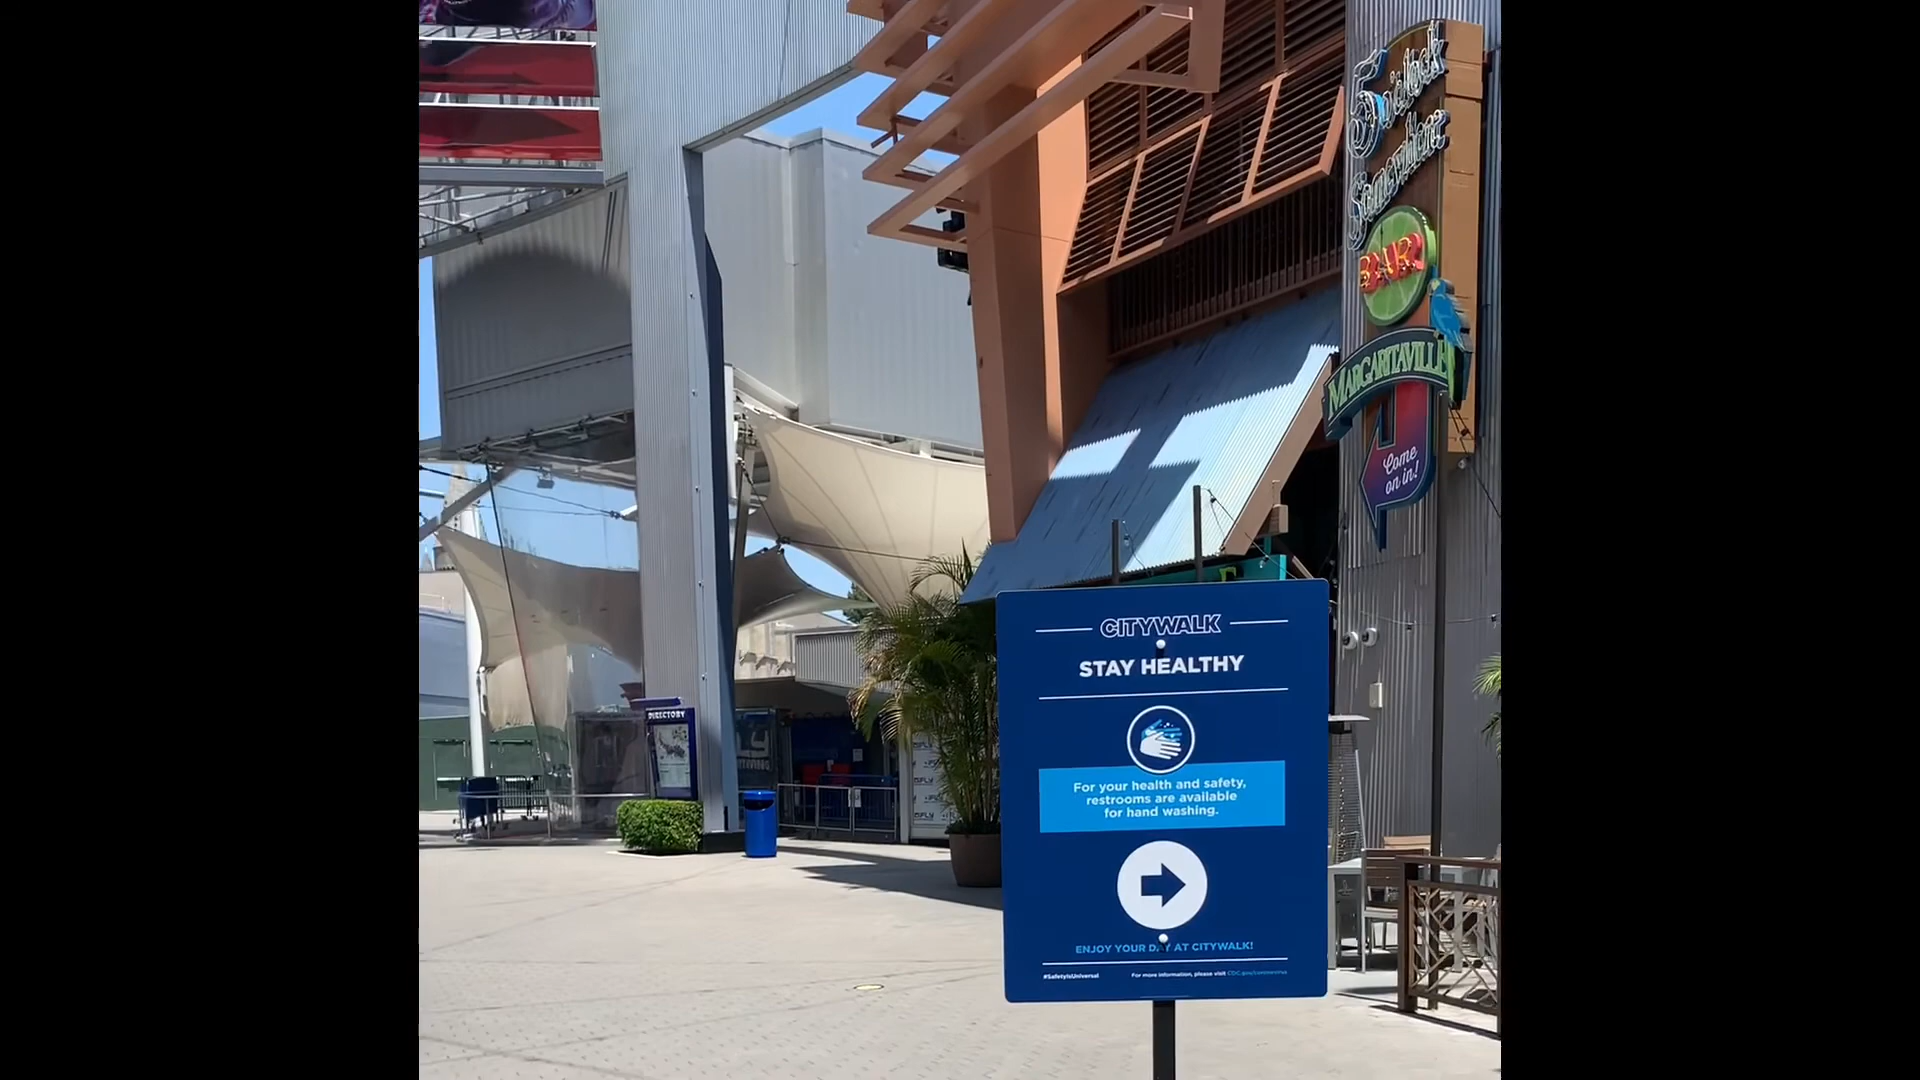 5 o'clock
Somewhere
BAR
MARGARITAVILLE
Come
on in!
DIRECTORY
CITYWALK
STAY HEALTHY
For your health and safety,
restrooms are available
for hand washing.
ENJOY YOUR DAY AT CITYWALK!
#SafetyIsUniversal
For more information, please visit CDC.gov/coronavirus